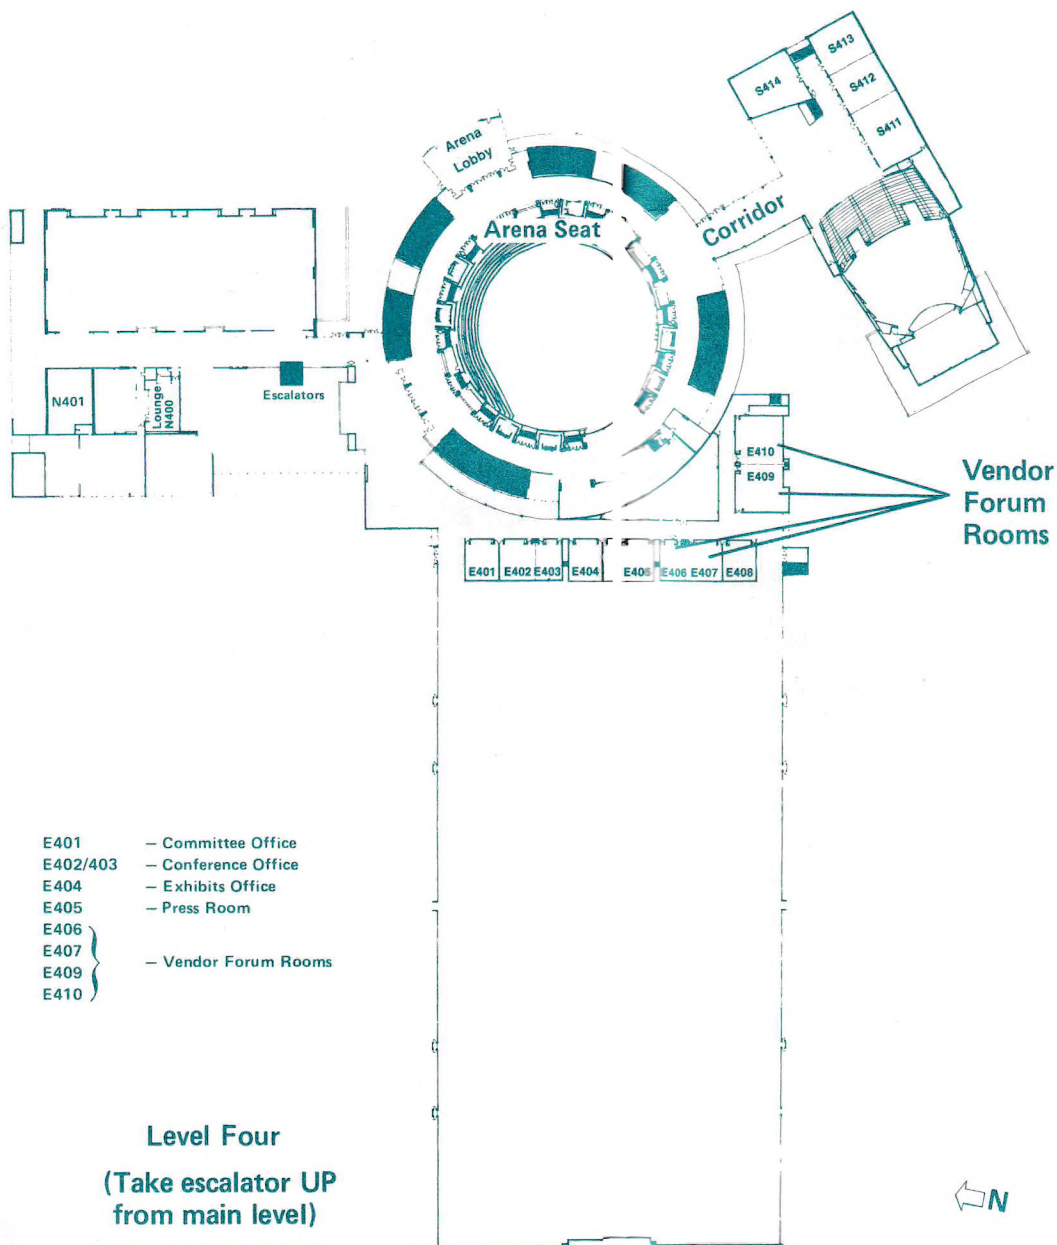 S413
S412
S414
S411
Arena
Lobby
Corridor
Arena Seat
N401
Lounge
N400
Escalators
E410
E409
Vendor
Forum
Rooms
E401 E402 E403 E404 E405 E406 E407 E408
E401 – Committee Office
E402/403 – Conference Office
E404 – Exhibits Office
E405 – Press Room
E406
E407
– Vendor Forum Rooms
E409
E410
Level Four
(Take escalator UP
from main level)
N